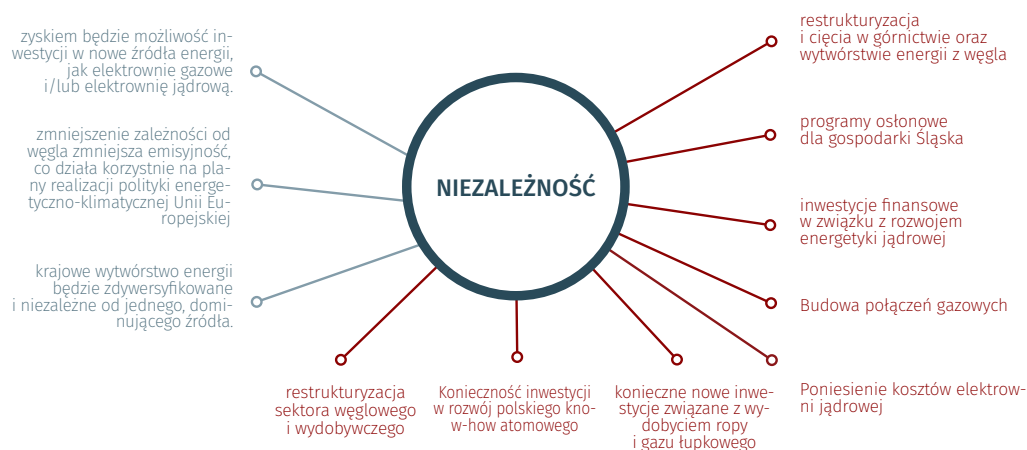 zyskiem będzie możliwość in-
westycji w nowe źródła energii,
jak elektrownie gazowe
i/lub elektrownię jądrową.
zmniejszenie zależności od
węgla zmniejsza emisyjność,
co działa korzystnie na pla-
ny realizacji polityki energe-
tyczno-klimatycznej Unii Eu-
ropejskiej
krajowe wytwórstwo energii
będzie zdywersyfikowane
i niezależne od jednego, domi-
nującego źródła.
NIEZALEŻNOŚĆ
restrukturyzacja
i cięcia w górnictwie oraz
wytwórstwie energii z węgla
programy osłonowe
dla gospodarki Śląska
inwestycje finansowe
w związku z rozwojem
energetyki jądrowej
Budowa połączeń gazowych
Poniesienie kosztów elektrow-
ni jądrowej
restrukturyzacja
sektora węglowego
i wydobywczego
Konieczność inwestycji
w rozwój polskiego kno-
w-how atomowego
konieczne nowe inwe-
stycje związane z wy-
dobyciem ropy
i gazu łupkowego